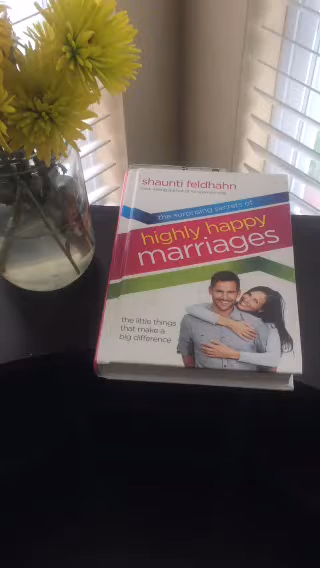 shaunti feldhahn
the surprising secrets of
highly happy
marriages
the little things
that make a
big difference